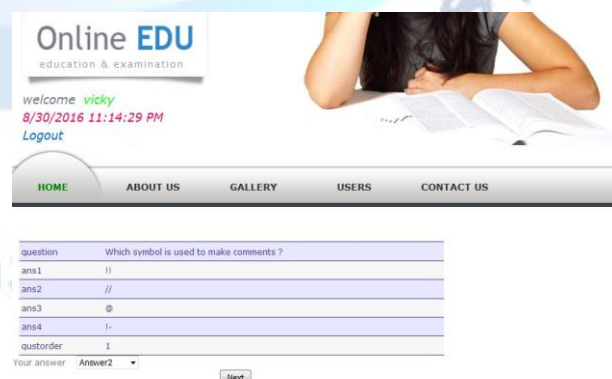 Online EDU
education & examination
welcome vicky
8/30/2016 11:14:29 PM
Logout
HOME ABOUT US GALLERY USERS CONTACT US
question Which symbol is used to make comments ?
ans1 !!
ans2 //
ans3 @
ans4 !-
qustorder 1
Your answer Answer2
Next